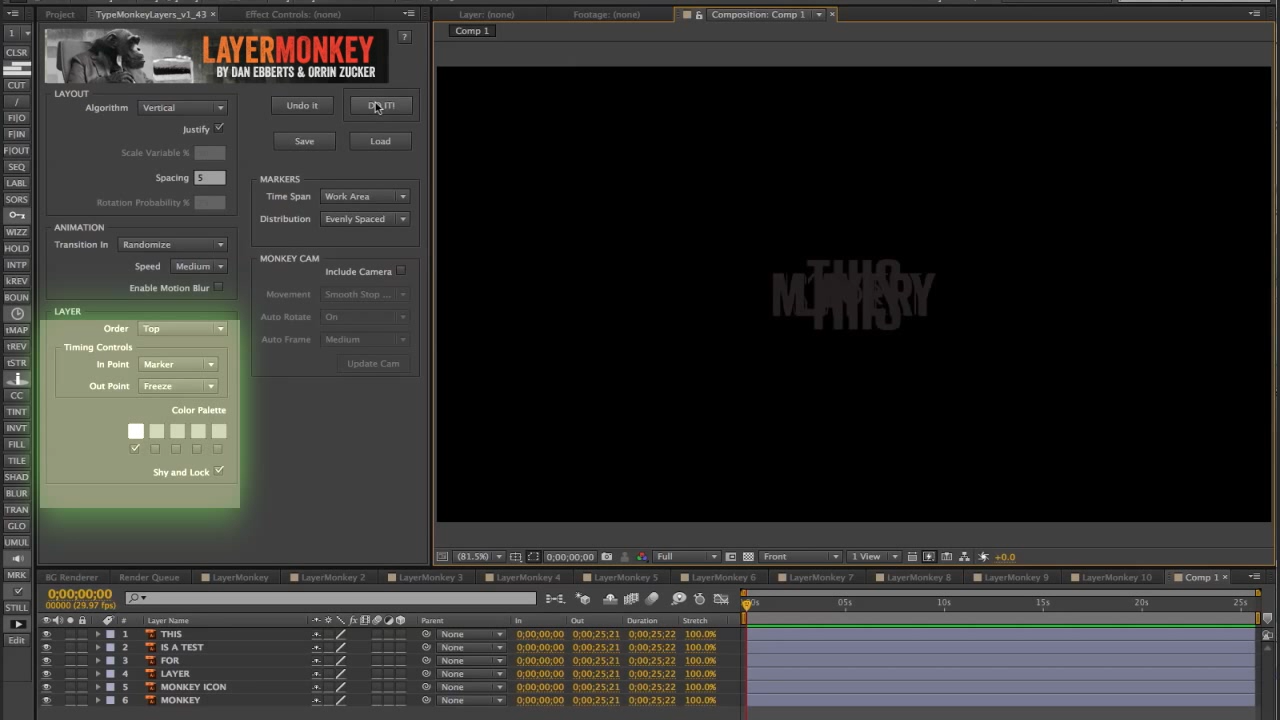 Project
TypeMonkeyLayers_v1_43
Effect Controls: (none)
Layer: (none)
Footage: (none)
Composition: Comp 1
1
CLSR
CUT
/
FI|O
F|IN
F|OUT
SEQ
LABL
SORS
WIZZ
HOLD
INTP
kREV
BOUN
tMAP
tREV
tSTR
CC
TINT
INVT
FILL
TILE
SHAD
BLUR
TRAN
GLO
UMUL
MRK
STILL
Edit
LAYERMONKEY
BY DAN EBBERTS & ORRIN ZUCKER
?
LAYOUT
Algorithm Vertical
Justify
Scale Variable %
Spacing 5
Rotation Probability %
Undo it
Save
Load
MARKERS
Time Span Work Area
Distribution Evenly Spaced
ANIMATION
Transition In Randomize
Speed Medium
Enable Motion Blur
MONKEY CAM
Include Camera
Movement Smooth Stop ...
Auto Rotate On
Auto Frame Medium
Update Cam
LAYER
Order Top
Timing Controls
In Point Marker
Out Point Freeze
Color Palette
Shy and Lock
Comp 1
THIS
(81.5%) 0;00;00;00 Full Front 1 View +0.0
BG Renderer Render Queue LayerMonkey LayerMonkey 2 LayerMonkey 3 LayerMonkey 4 LayerMonkey 5 LayerMonkey 6 LayerMonkey 7 LayerMonkey 8 LayerMonkey 9 LayerMonkey 10 Comp 1
0;00;00;00
00000 (29.97 fps)
05s 10s 15s 20s 25s
# Layer Name fx Parent In Out Duration Stretch
1 THIS None 0;00;00;00 0;00;25;21 0;00;25;22 100.0%
2 IS A TEST None 0;00;00;00 0;00;25;21 0;00;25;22 100.0%
3 FOR None 0;00;00;00 0;00;25;21 0;00;25;22 100.0%
4 LAYER None 0;00;00;00 0;00;25;21 0;00;25;22 100.0%
5 MONKEY ICON None 0;00;00;00 0;00;25;21 0;00;25;22 100.0%
6 MONKEY None 0;00;00;00 0;00;25;21 0;00;25;22 100.0%